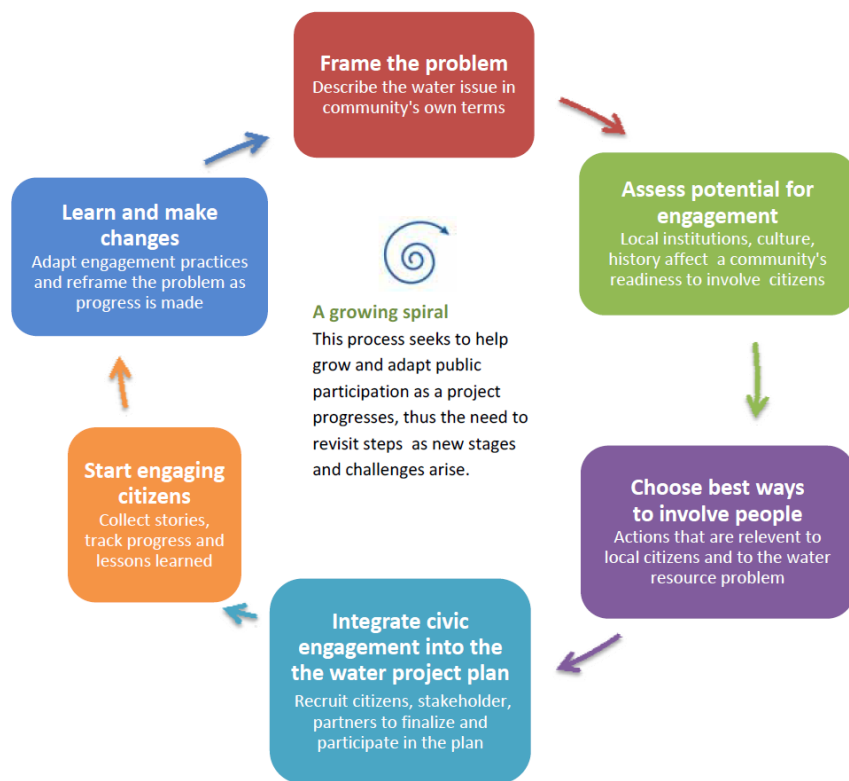 Frame the problem
Describe the water issue in
community's own terms
Assess potential for
engagement
Local institutions, culture,
history affect a community's
readiness to involve citizens
Choose best ways
to involve people
Actions that are relevent to
local citizens and to the water
resource problem
Integrate civic
engagement into the
the water project plan
Recruit citizens, stakeholder,
partners to finalize and
participate in the plan
Start engaging
citizens
Collect stories,
track progress and
lessons learned
Learn and make
changes
Adapt engagement practices
and reframe the problem as
progress is made
A growing spiral
This process seeks to help
grow and adapt public
participation as a project
progresses, thus the need to
revisit steps as new stages
and challenges arise.